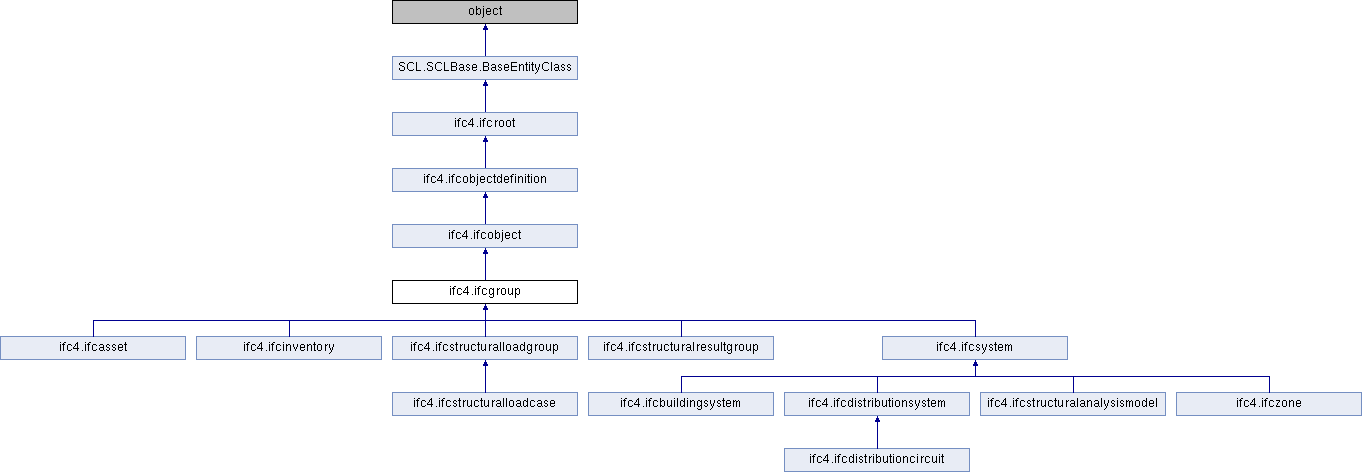 object
SCL.SCLBase.BaseEntityClass
ifc4.ifcroot
ifc4.ifcobjectdefinition
ifc4.ifcobject
ifc4.ifcgroup
ifc4.ifcasset
ifc4.ifcinventory
ifc4.ifcstructuralloadgroup
ifc4.ifcstructuralresultgroup
ifc4.ifcsystem
ifc4.ifcstructuralloadcase
ifc4.ifcbuildingsystem
ifc4.ifcdistributionsystem
ifc4.ifcstructuralanalysismodel
ifc4.ifczone
ifc4.ifcdistributioncircuit